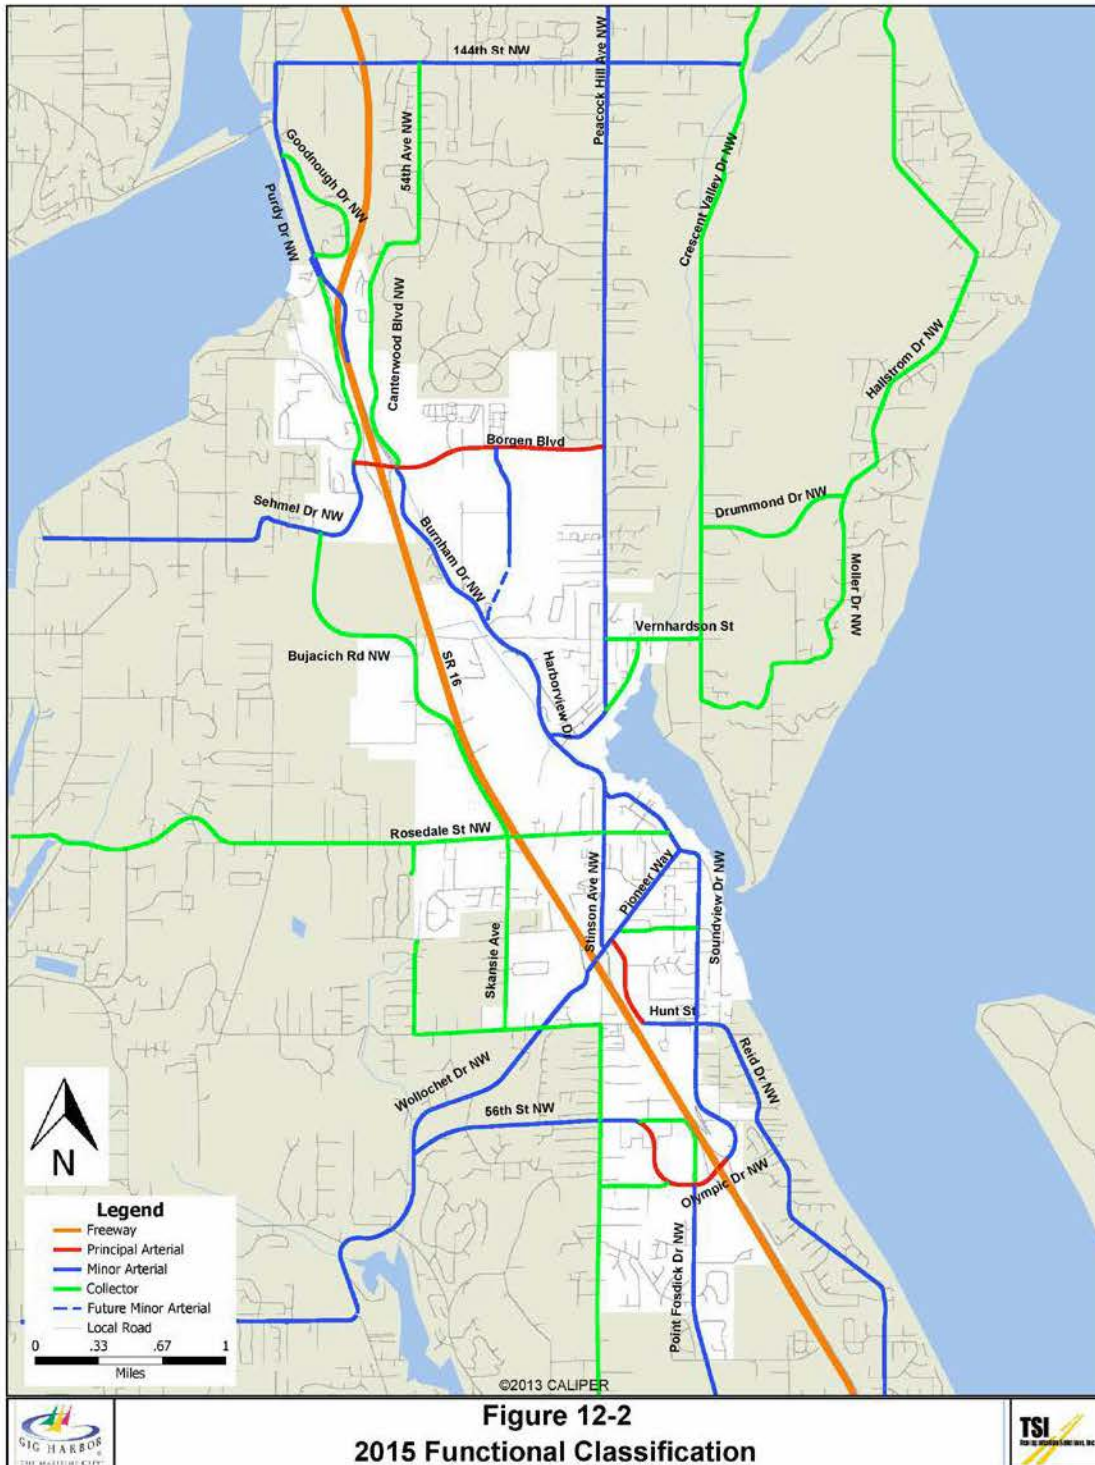 144th St NW
Peacock Hill Ave NW
Goodnough Dr NW
54th Ave NW
Purdy Dr NW
Crescent Valley Dr NW
Canterwood Blvd NW
Hallstrom Dr NW
Borgen Blvd
Sehmel Dr NW
Drummond Dr NW
Burnham Dr NW
Moller Dr NW
Vernhardson St
Bujacich Rd NW
SR 16
Harborview Dr
Rosedale St NW
Stinson Ave NW
Pioneer Way
Soundview Dr NW
Skansie Ave
Hunt St
Reid Dr NW
Wollochet Dr NW
56th St NW
Olympic Dr NW
Point Fosdick Dr NW
N
Legend
Freeway
Principal Arterial
Minor Arterial
Collector
Future Minor Arterial
Local Road
0 .33 .67 1
Miles
©2013 CALIPER
GIG HARBOR
"THE MARITIME CITY"
Figure 12-2
2015 Functional Classification
TSI